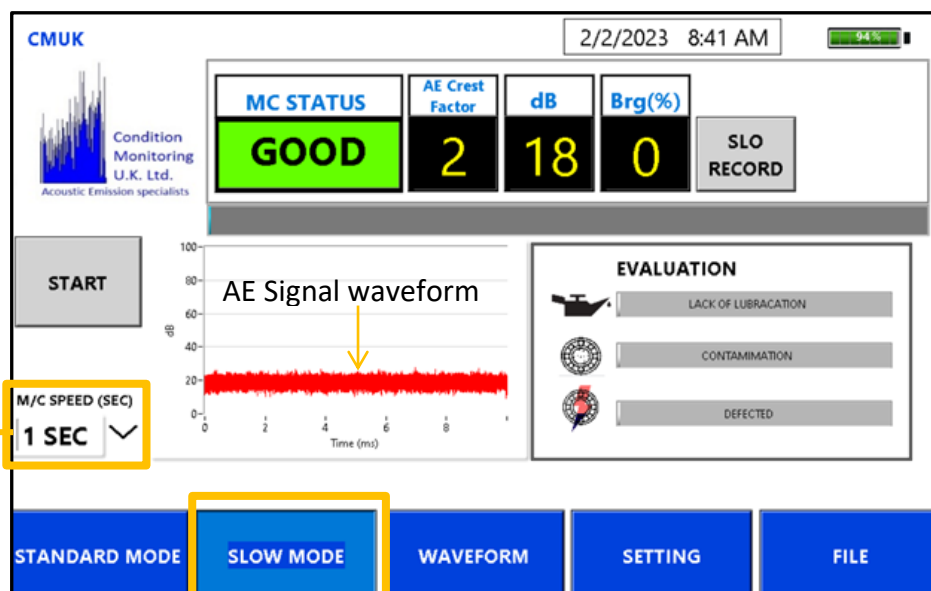 CMUK
2/2/2023 8:41 AM
94%
Condition
Monitoring
U.K. Ltd.
Acoustic Emission specialists
MC STATUS
GOOD
AE Crest
Factor
2
dB
18
Brg(%)
0
SLO
RECORD
START
M/C SPEED (SEC)
1 SEC
100
80
60
40
20
0
dB
AE Signal waveform
0 2 4 6 8
Time (ms)
EVALUATION
LACK OF LUBRACATION
CONTAMIMATION
DEFECTED
STANDARD MODE
SLOW MODE
WAVEFORM
SETTING
FILE